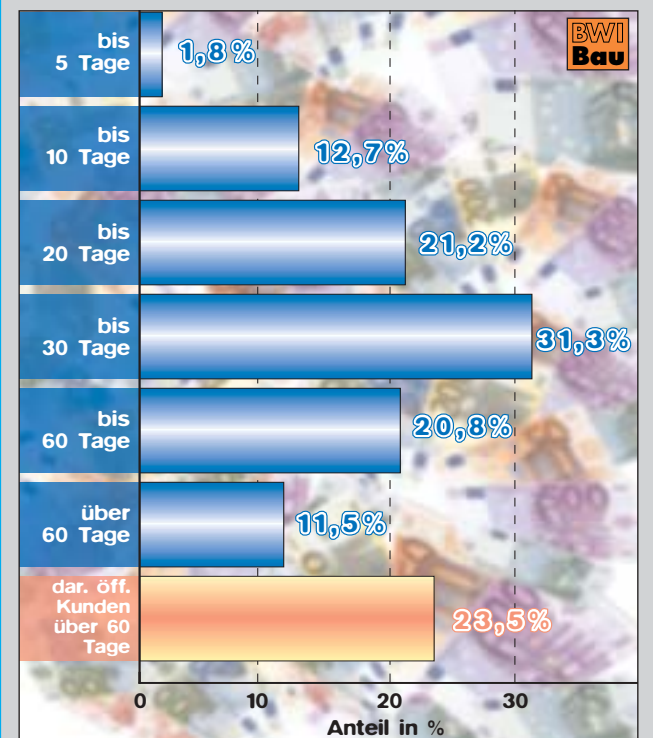 BWI
Bau
bis
5 Tage
1,8%
bis
10 Tage
12,7%
bis
20 Tage
21,2%
bis
30 Tage
31,3%
bis
60 Tage
20,8%
über
60 Tage
11,5%
dar. öff.
Kunden
über 60
Tage
23,5%
0 10 20 30
Anteil in %